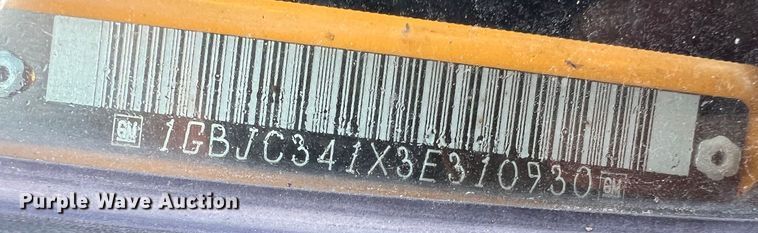 GM 1GBJC341X3E310930 GM
Purple Wave Auction